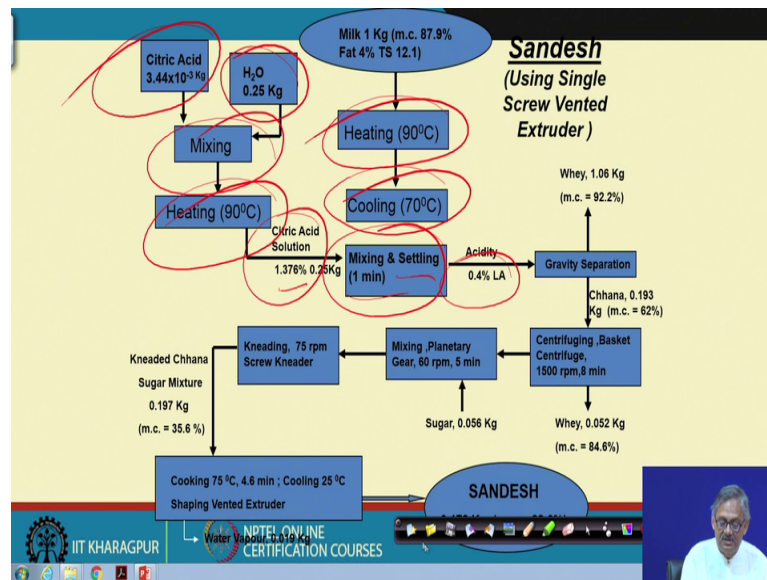 Sandesh
(Using Single
Screw Vented
Extruder )
Milk 1 Kg (m.c. 87.9%
Fat 4% TS 12.1)
Citric Acid
3.44x10-3 Kg
H2O
0.25 Kg
Mixing
Heating (90⁰C)
Heating (90⁰C)
Cooling (70⁰C)
Citric Acid
Solution
1.376% 0.25Kg
Mixing & Settling
(1 min)
Acidity
0.4% LA
Gravity Separation
Whey, 1.06 Kg
(m.c. = 92.2%)
Chhana, 0.193
Kg (m.c. = 62%)
Centrifuging ,Basket
Centrifuge,
1500 rpm,8 min
Whey, 0.052 Kg
(m.c. = 84.6%)
Mixing ,Planetary
Gear, 60 rpm, 5 min
Sugar, 0.056 Kg
Kneading, 75 rpm
Screw Kneader
Kneaded Chhana
Sugar Mixture
0.197 Kg
(m.c. = 35.6 %)
Cooking 75 ⁰C, 4.6 min ; Cooling 25 ⁰C
Shaping Vented Extruder
Water Vapour, 0.019 Kg
SANDESH
IIT KHARAGPUR
NPTEL ONLINE
CERTIFICATION COURSES